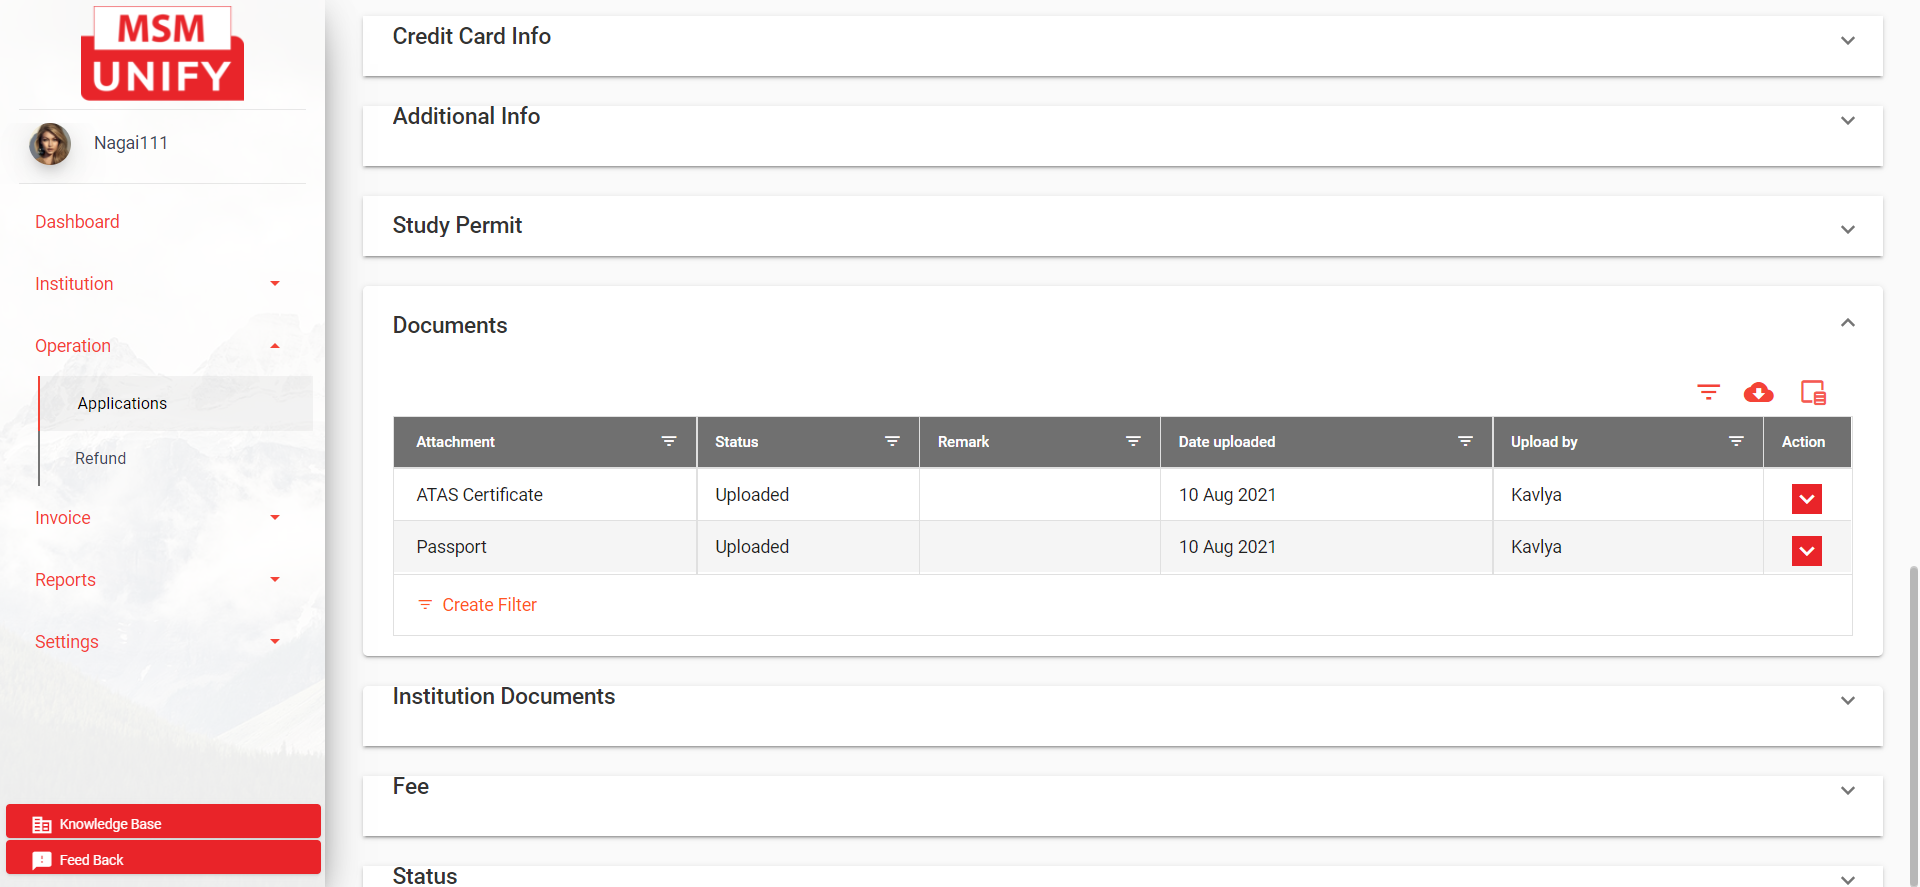 MSM
UNIFY
Nagai111
Dashboard
Institution
Operation
Applications
Refund
Invoice
Reports
Settings
Knowledge Base
Feed Back
Credit Card Info
Additional Info
Study Permit
Documents
Attachment Status Remark Date uploaded Upload by Action
ATAS Certificate Uploaded 10 Aug 2021 Kavlya
Passport Uploaded 10 Aug 2021 Kavlya
Create Filter
Institution Documents
Fee
Status